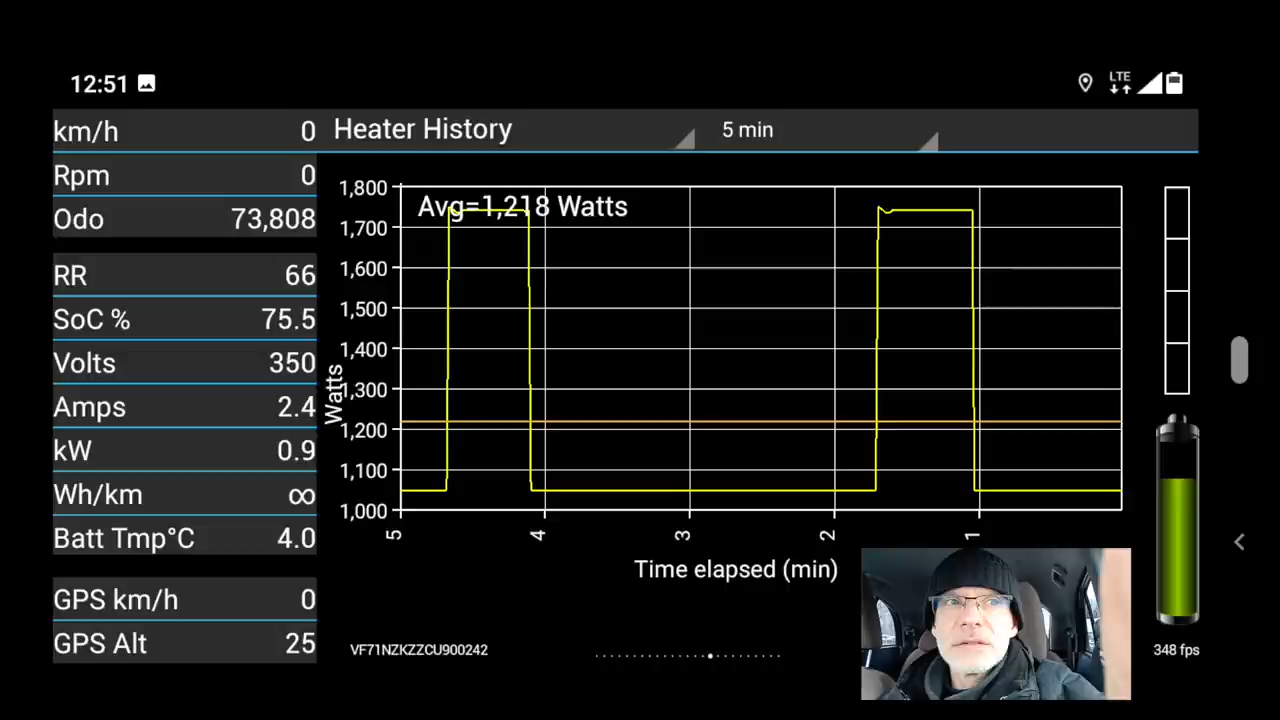 12:51
LTE
km/h 0
Rpm 0
Odo 73,808
RR 66
SoC % 75.5
Volts 350
Amps 2.4
kW 0.9
Wh/km ∞
Batt Tmp°C 4.0
GPS km/h 0
GPS Alt 25
Heater History 5 min
Avg=1,218 Watts
1,800
1,700
1,600
1,500
1,400
1,300
1,200
1,100
1,000
Watts
5 4 3 2 1
Time elapsed (min)
VF71NZKZZCU900242
348 fps